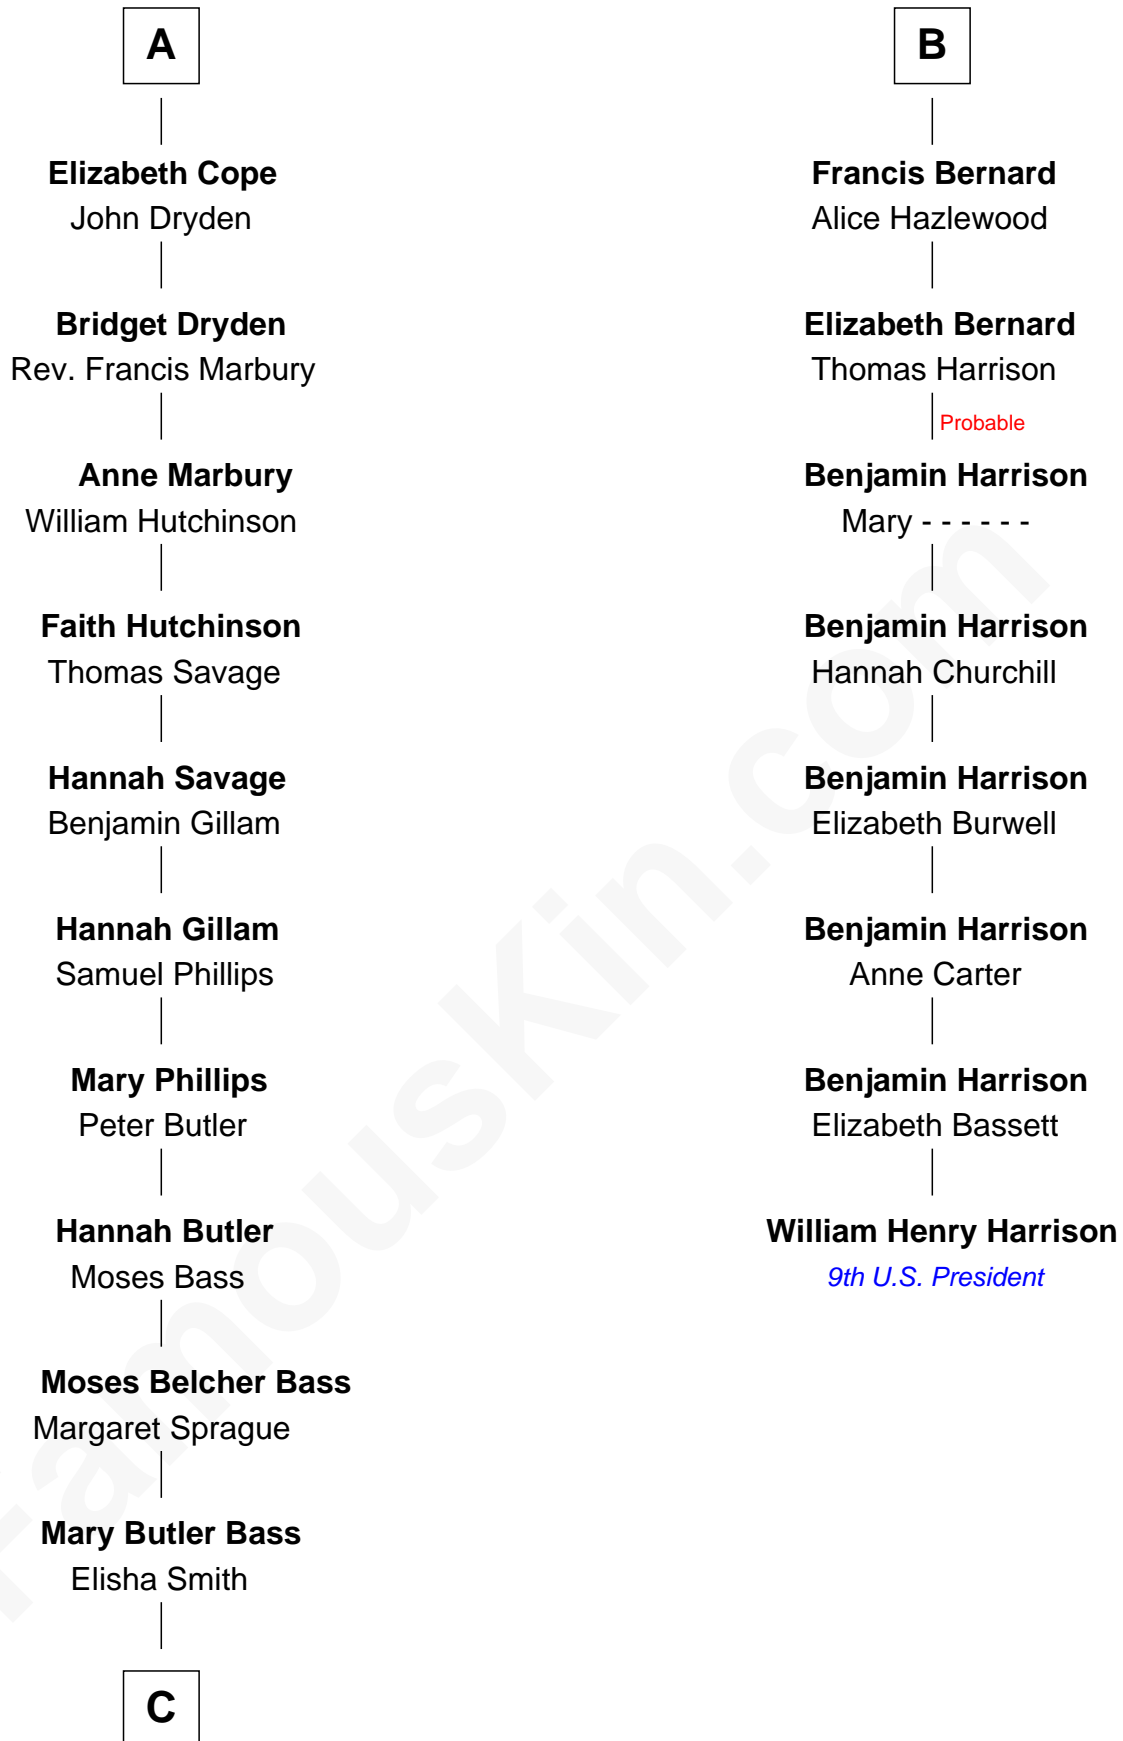 A
Elizabeth Cope
John Dryden
Bridget Dryden
Rev. Francis Marbury
Anne Marbury
William Hutchinson
Faith Hutchinson
Thomas Savage
Hannah Savage
Benjamin Gillam
Hannah Gillam
Samuel Phillips
Mary Phillips
Peter Butler
Hannah Butler
Moses Bass
Moses Belcher Bass
Margaret Sprague
Mary Butler Bass
Elisha Smith
C
B
Francis Bernard
Alice Hazlewood
Elizabeth Bernard
Thomas Harrison
Probable
Benjamin Harrison
Mary - - - - - -
Benjamin Harrison
Hannah Churchill
Benjamin Harrison
Elizabeth Burwell
Benjamin Harrison
Anne Carter
Benjamin Harrison
Elizabeth Bassett
William Henry Harrison
9th U.S. President
FamousKin.com